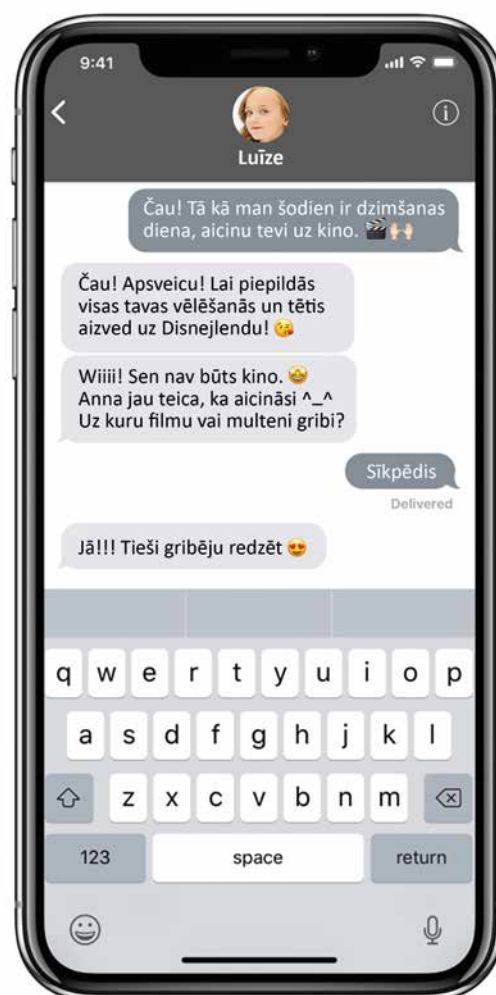 9:41
Luīze
Čau! Tā kā man šodien ir dzimšanas
diena, aicinu tevi uz kino. 🎬🙌🏻
Čau! Apsveicu! Lai piepildās
visas tavas vēlēšanās un tētis
aizved uz Disnejlendu! 😘
Wiiii! Sen nav būts kino. 🤩
Anna jau teica, ka aicināsi ^_^
Uz kuru filmu vai multeni gribi?
Sīkpēdis
Delivered
Jā!!! Tieši gribēju redzēt 😍
q w e r t y u i o p
a s d f g h j k l
z x c v b n m
123 space return